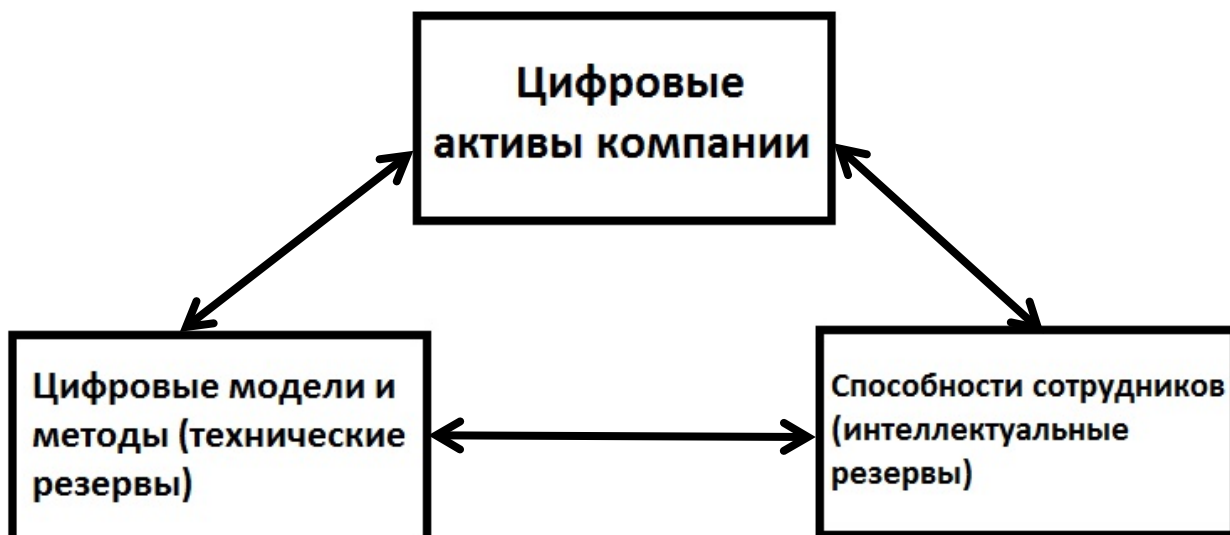 Цифровые
активы компании
Цифровые модели и
методы (технические
резервы)
Способности сотрудников
(интеллектуальные
резервы)